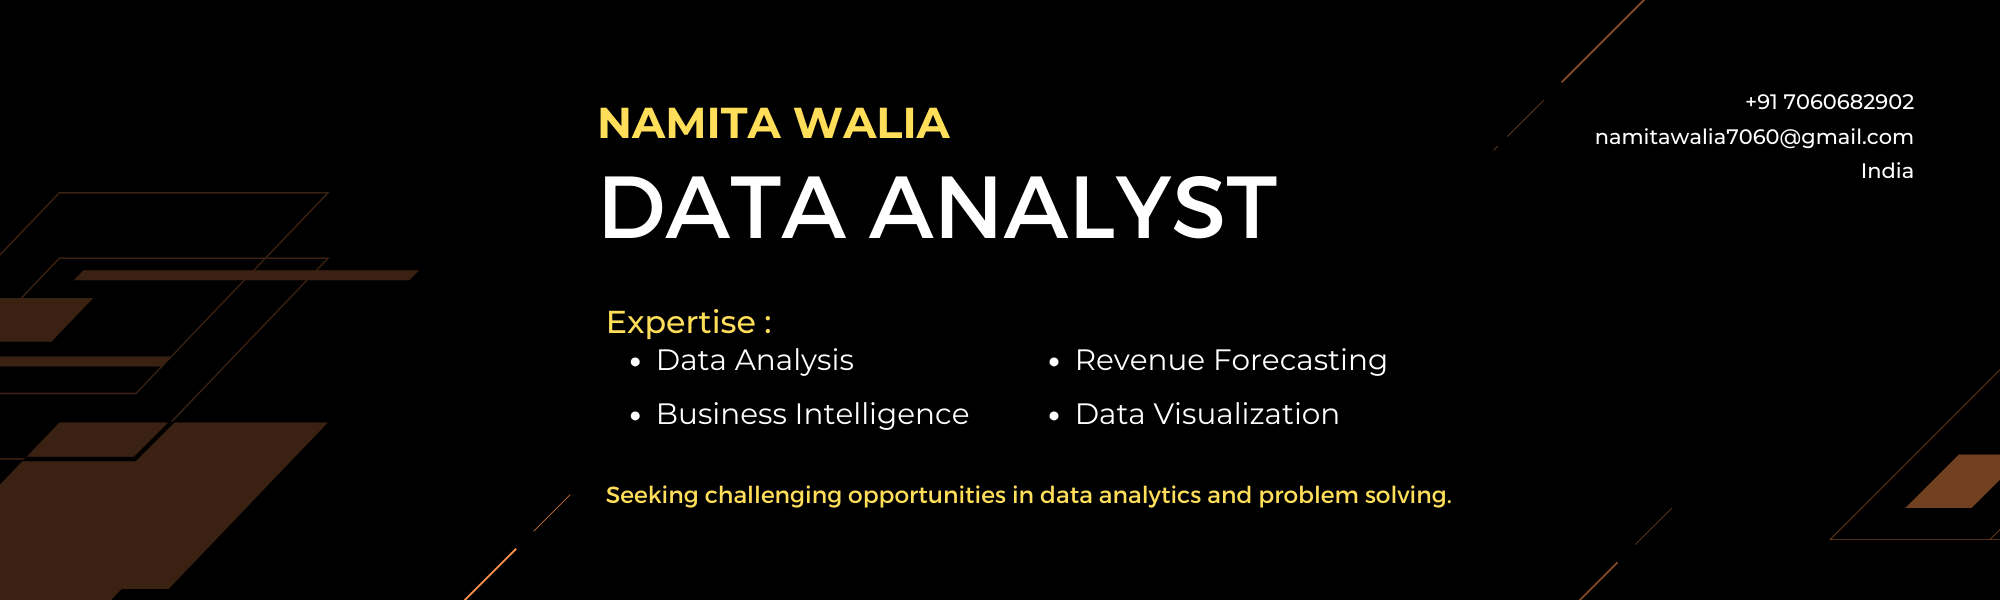 NAMITA WALIA
DATA ANALYST
+91 7060682902
namitawalia7060@gmail.com
India
Expertise :
• Data Analysis
• Business Intelligence
• Revenue Forecasting
• Data Visualization
Seeking challenging opportunities in data analytics and problem solving.